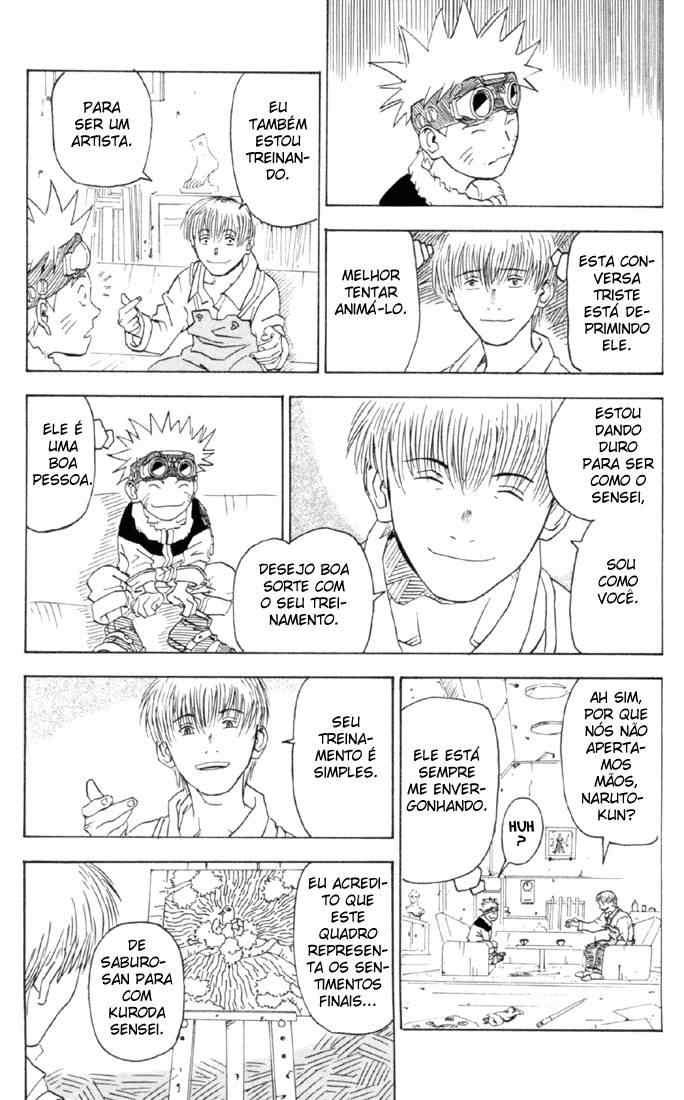 ESTA CON-
VERSA
TRISTE
ESTÁ DE-
PRIMINDO
ELE.
MELHOR
TENTAR
ANIMÁ-LO.
EU
TAMBÉM
ESTOU
TREINAN-
DO.
PARA
SER UM
ARTISTA.
ESTOU
DANDO
DURO
PARA SER
COMO O
SENSEI,
SOU
COMO
VOCÊ.
DESEJO BOA
SORTE COM
O SEU TREI-
NAMENTO.
ELE É
UMA
BOA
PESSOA.
AH SIM,
POR QUE
NÓS NÃO
APERTA-
MOS
MÃOS,
NARUTO-
KUN?
ELE ESTÁ
SEMPRE
ME ENVER-
GONHANDO.
HUH
?
SEU
TREINA-
MENTO É
SIMPLES.
EU ACREDITO
QUE
ESTE
QUADRO
REPRESEN-
TA OS SEN-
TIMENTOS
FINAIS...
DE
SABURO-
SAN PARA
COM
KURODA
SENSEI.